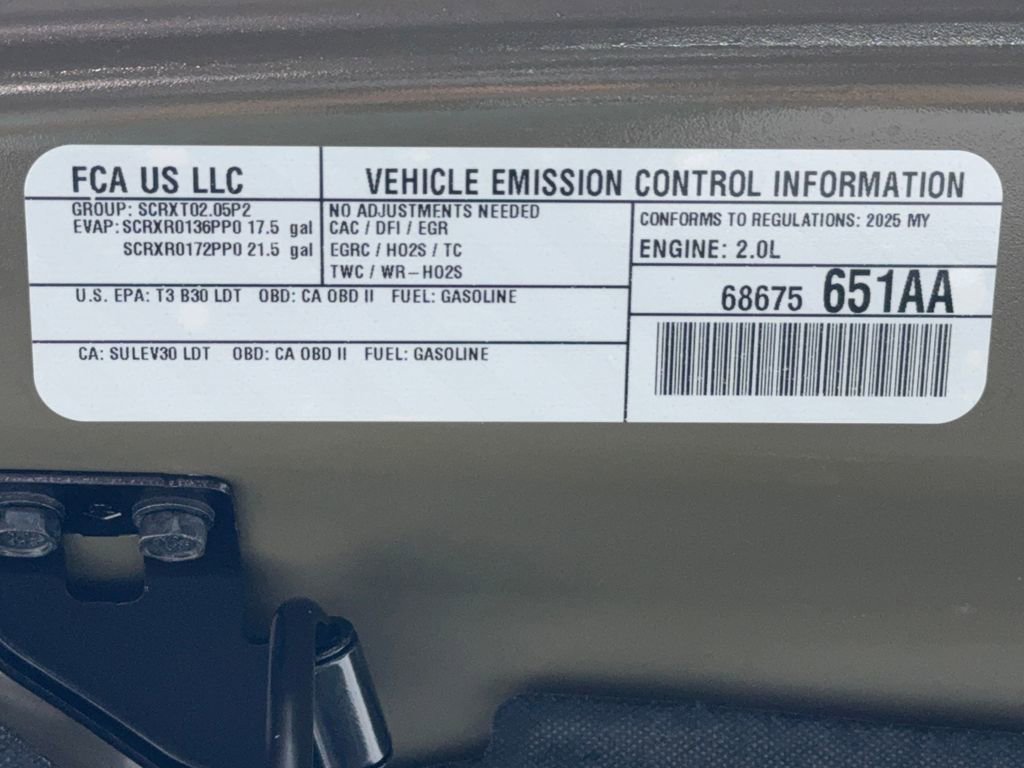 FCA US LLC
VEHICLE EMISSION CONTROL INFORMATION
GROUP: SCRXT02.05P2
EVAP: SCRXR0136PP0 17.5 gal
SCRXR0172PP0 21.5 gal
NO ADJUSTMENTS NEEDED
CAC / DFI / EGR
EGRC / HO2S / TC
TWC / WR-HO2S
CONFORMS TO REGULATIONS: 2025 MY
ENGINE: 2.0L
68675 651AA
U.S. EPA: T3 B30 LDT OBD: CA OBD II FUEL: GASOLINE
CA: SULEV30 LDT OBD: CA OBD II FUEL: GASOLINE